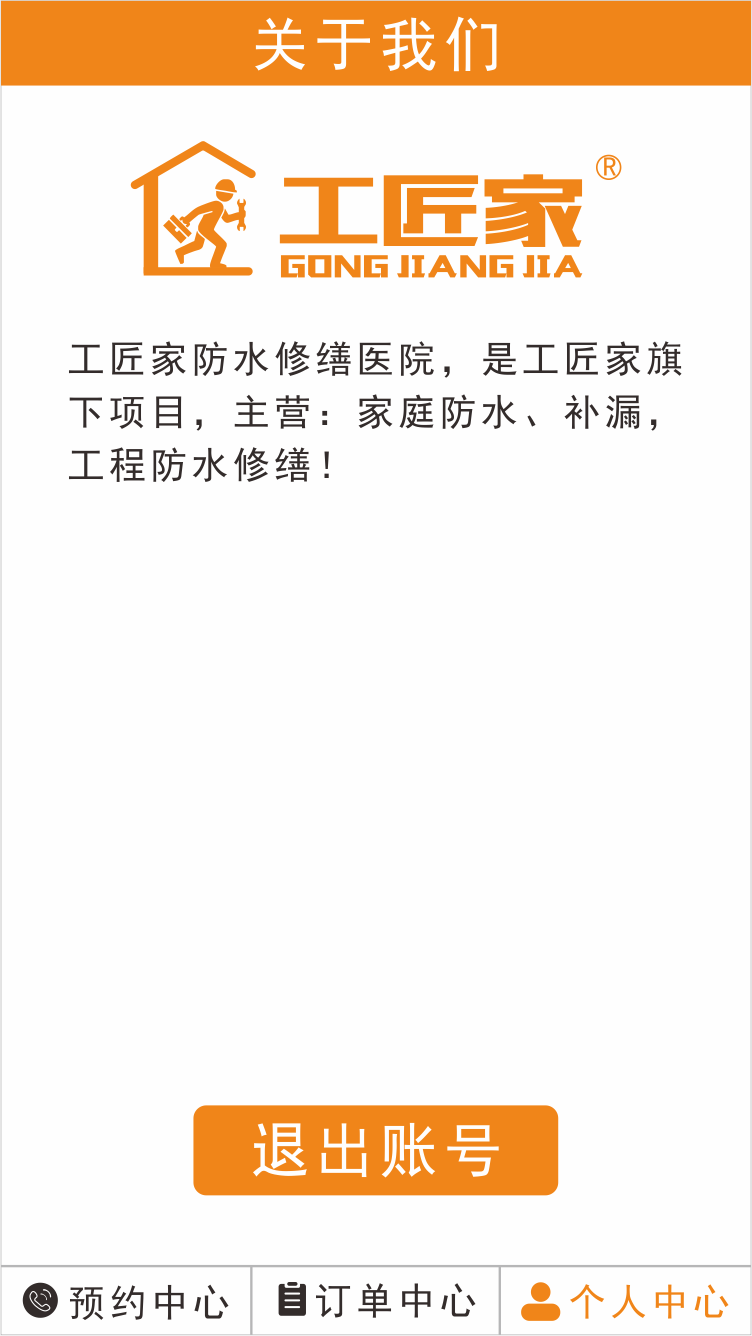 关于我们
工匠家®
GONG JIANG JIA
工匠家防水修缮医院，是工匠家旗
下项目，主营：家庭防水、补漏，
工程防水修缮！
退出账号
预约中心 订单中心 个人中心